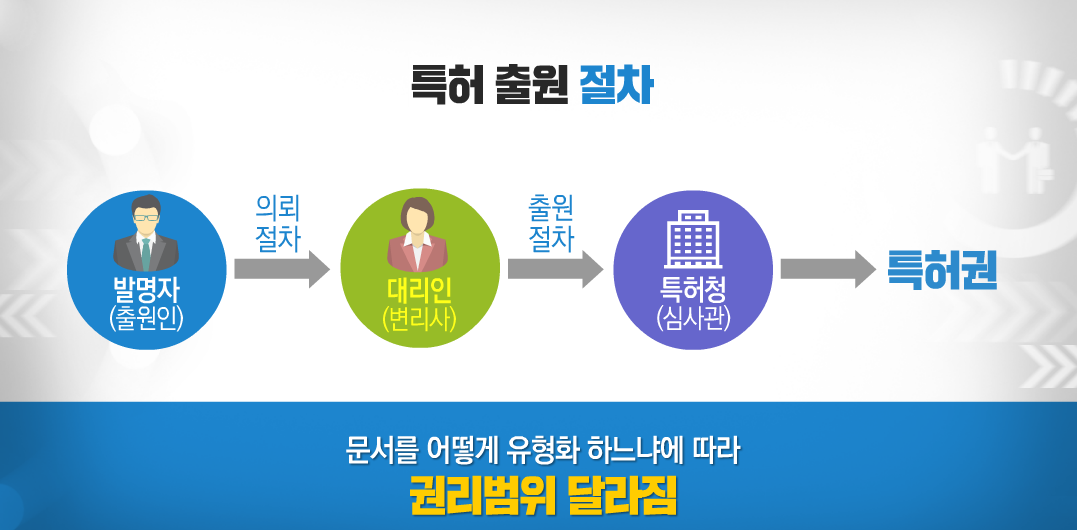 특허 출원 절차
발명자
(출원인)
의뢰
절차
대리인
(변리사)
출원
절차
특허청
(심사관)
특허권
문서를 어떻게 유형화 하느냐에 따라
권리범위 달라짐